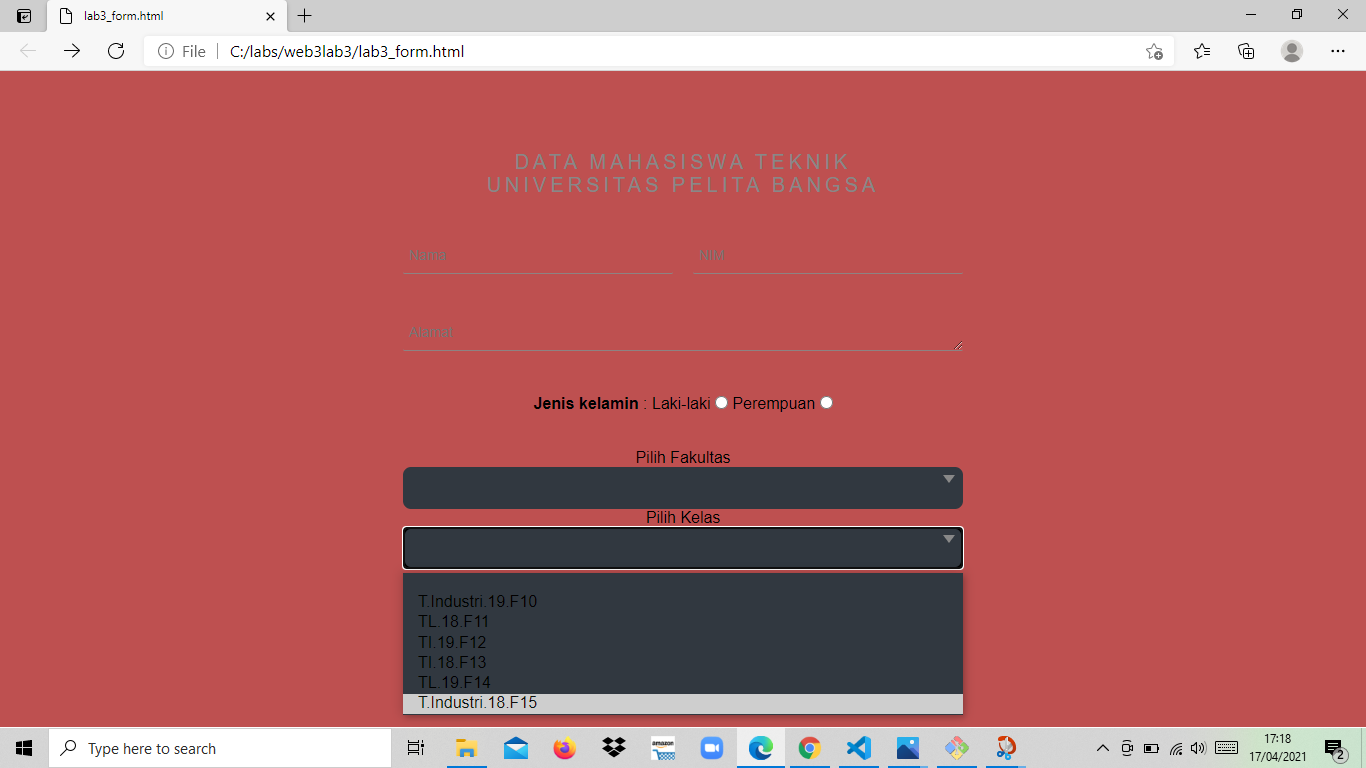 lab3_form.html
File
C:/labs/web3lab3/lab3_form.html
DATA MAHASISWA TEKNIK
UNIVERSITAS PELITA BANGSA
Nama
NIM
Alamat
Jenis kelamin : Laki-laki Perempuan
Pilih Fakultas
Pilih Kelas
T.Industri.19.F10
TL.18.F11
TI.19.F12
TI.18.F13
TL.19.F14
T.Industri.18.F15
Type here to search
amazon
17:18
17/04/2021
2